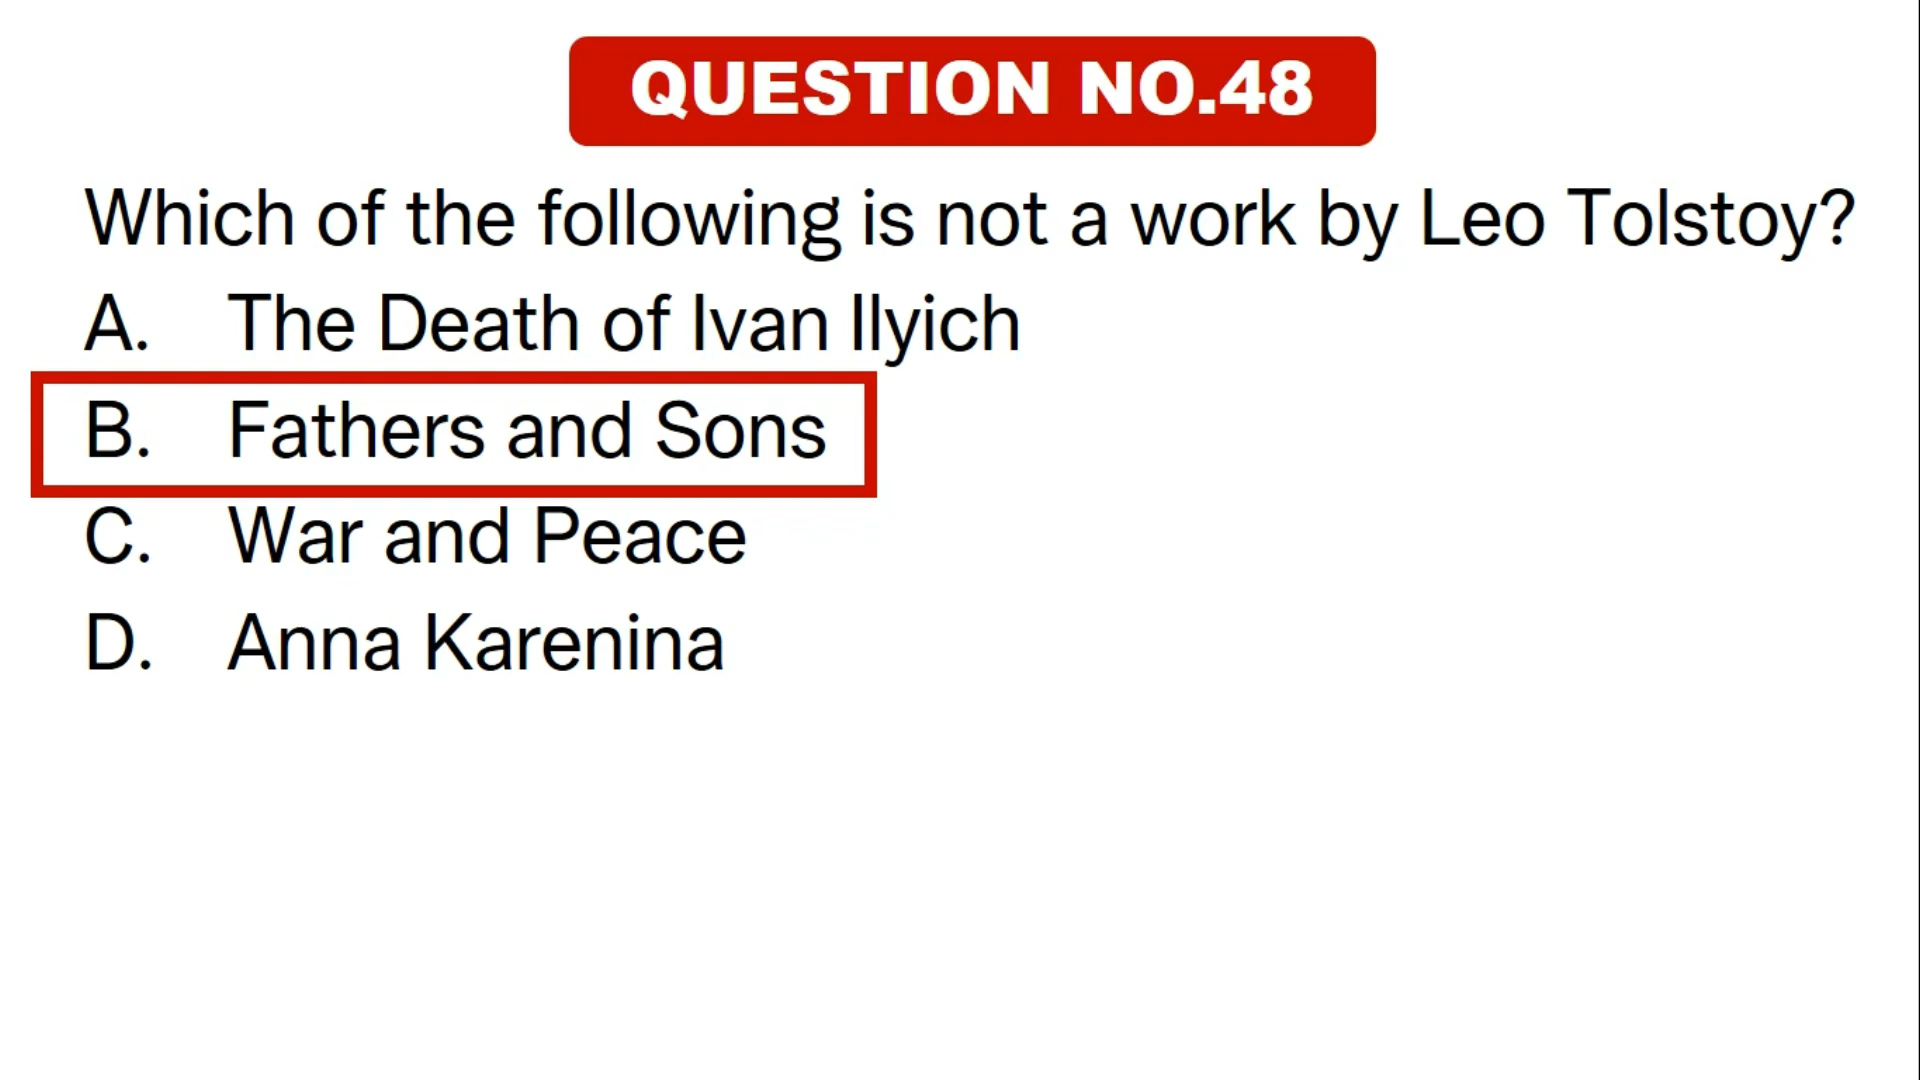 QUESTION NO.48
Which of the following is not a work by Leo Tolstoy?
A. The Death of Ivan Ilyich
B. Fathers and Sons
C. War and Peace
D. Anna Karenina